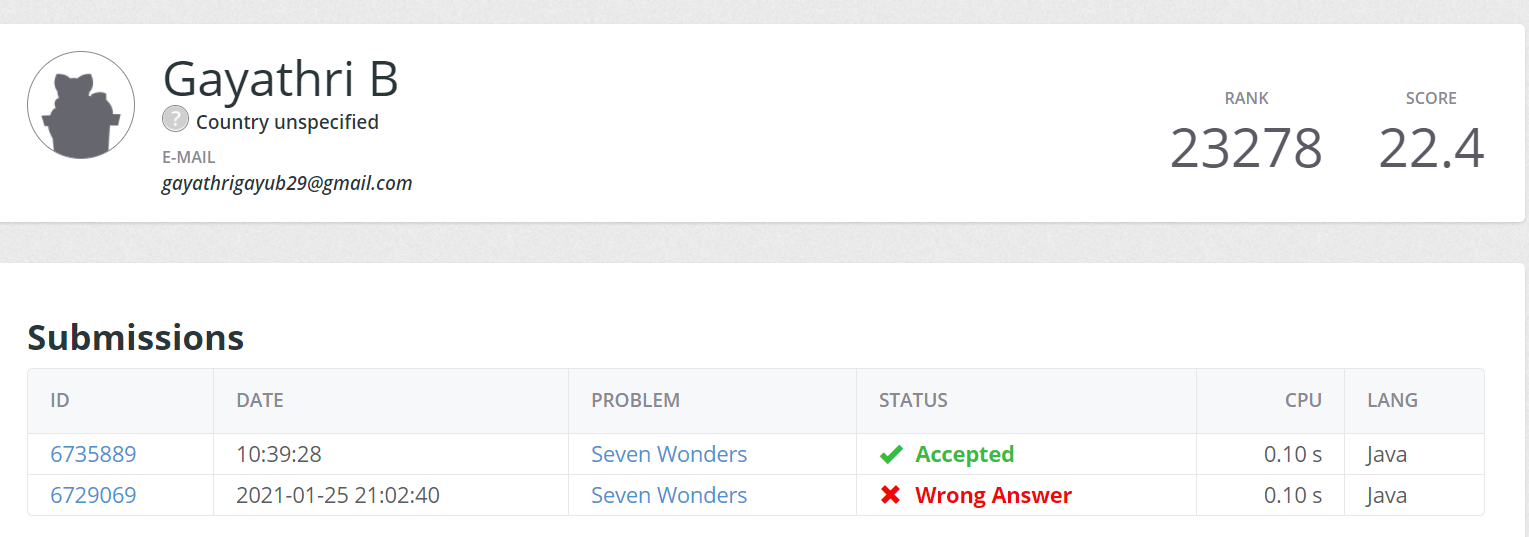 Gayathri B
? Country unspecified
E-MAIL
gayathrigayub29@gmail.com
RANK SCORE
23278 22.4
Submissions
ID DATE PROBLEM STATUS CPU LANG
6735889 10:39:28 Seven Wonders Accepted 0.10 s Java
6729069 2021-01-25 21:02:40 Seven Wonders Wrong Answer 0.10 s Java